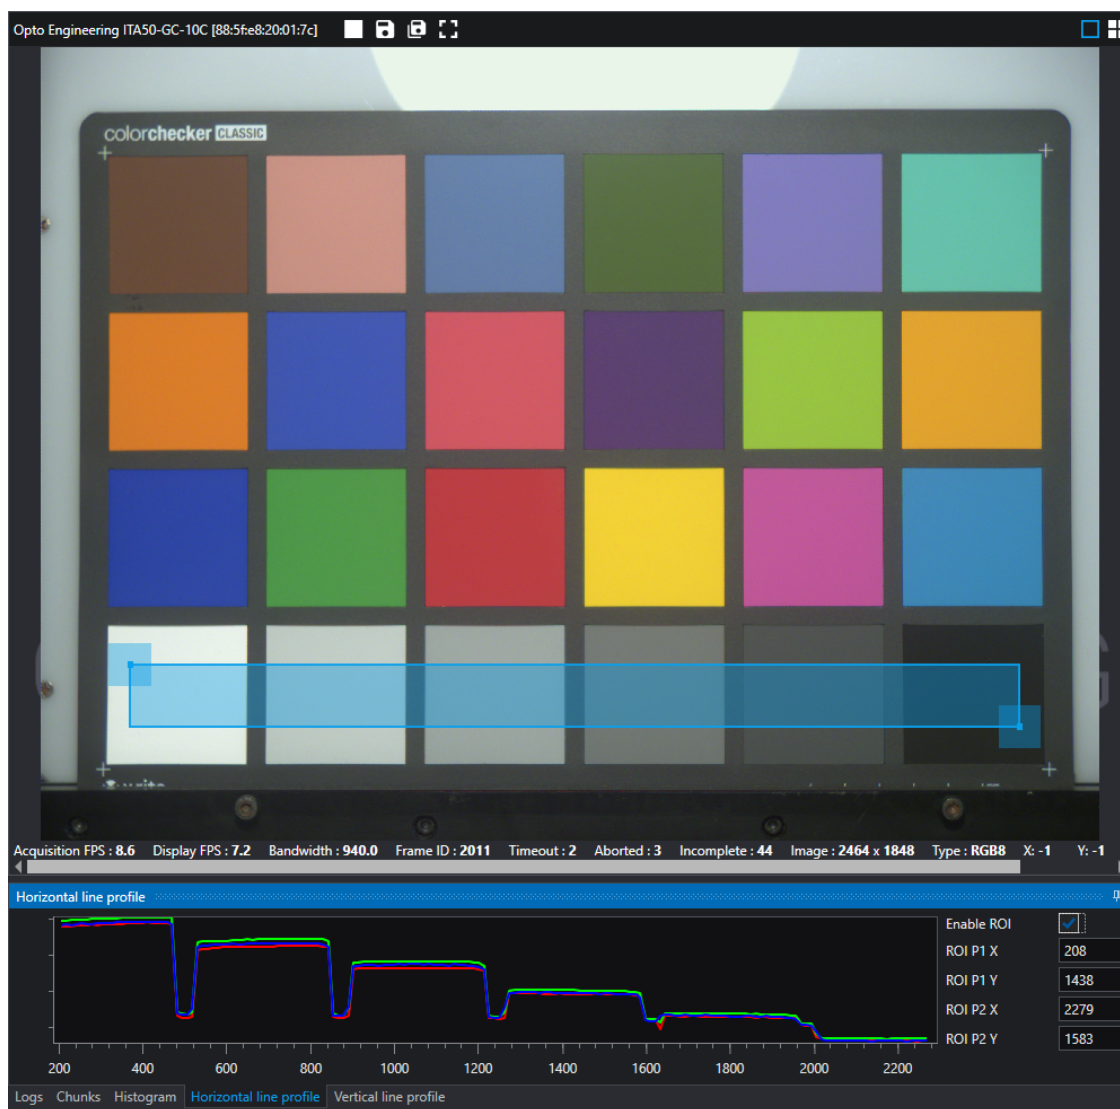 Opto Engineering ITA50-GC-10C [88:5f:e8:20:01:7c]
colorchecker CLASSIC
Acquisition FPS : 8.6 Display FPS : 7.2 Bandwidth : 940.0 Frame ID : 2011 Timeout : 2 Aborted : 3 Incomplete : 44 Image : 2464 x 1848 Type : RGB8 X: -1 Y: -1
Horizontal line profile
Enable ROI
ROI P1 X 208
ROI P1 Y 1438
ROI P2 X 2279
ROI P2 Y 1583
200 400 600 800 1000 1200 1400 1600 1800 2000 2200
Logs Chunks Histogram Horizontal line profile Vertical line profile